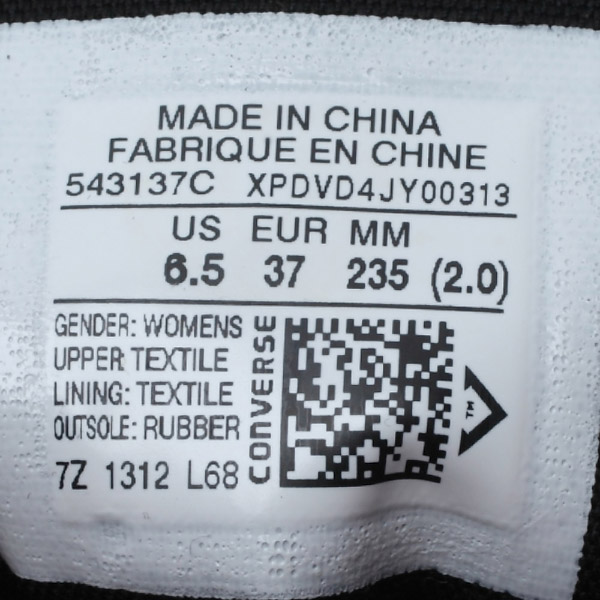 MADE IN CHINA
FABRIQUE EN CHINE
543137C XPDVD4JY00313
US EUR MM
6.5 37 235 (2.0)
GENDER: WOMENS
UPPER TEXTILE
LINING: TEXTILE
OUTSOLE: RUBBER
7Z 1312 L68
CONVERSE
TM